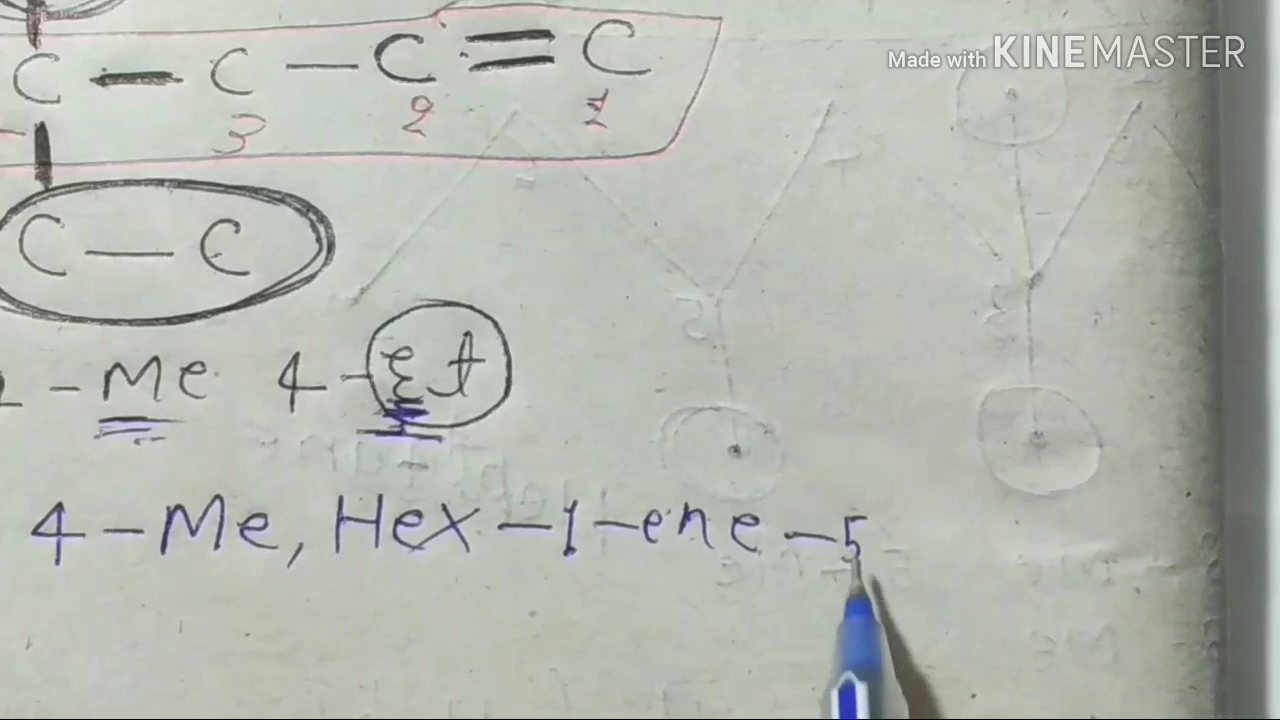 Made with KINEMASTER
C — C — C = C
3 2 1
C — C
- Me 4 - Et
4 - Me, Hex - 1 - ene - 5